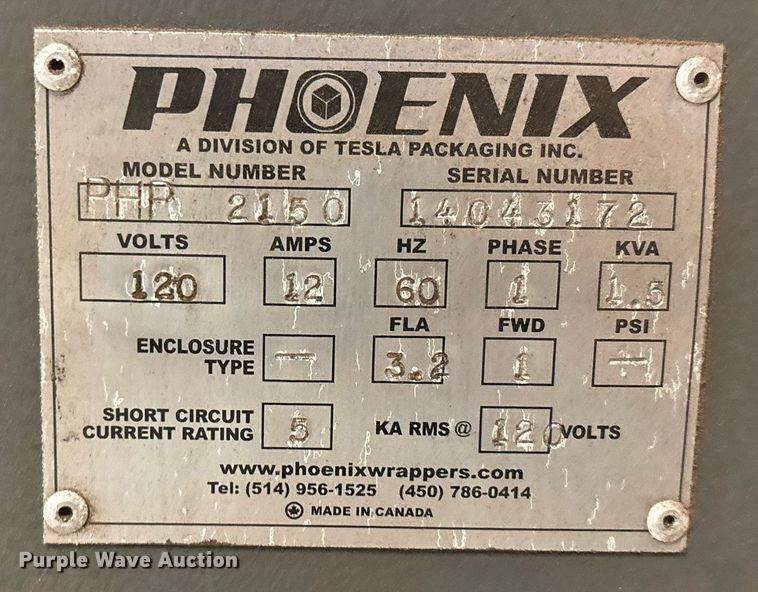 PHOENIX
A DIVISION OF TESLA PACKAGING INC.
MODEL NUMBER SERIAL NUMBER
PHP 2150 14043172
VOLTS AMPS HZ PHASE KVA
120 12 60 1 1.5
FLA FWD PSI
ENCLOSURE TYPE — 3.2 1 —
SHORT CIRCUIT CURRENT RATING 5 KA RMS @ 120 VOLTS
www.phoenixwrappers.com
Tel: (514) 956-1525 (450) 786-0414
MADE IN CANADA
Purple Wave Auction